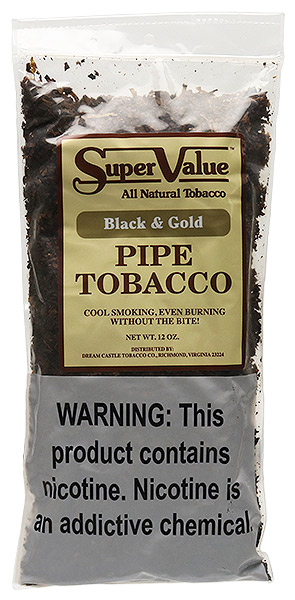 Super Value™
All Natural Tobacco
Black & Gold
PIPE
TOBACCO
COOL SMOKING, EVEN BURNING
WITHOUT THE BITE!
NET WT. 12 OZ.
DISTRIBUTED BY:
DREAM CASTLE TOBACCO CO., RICHMOND, VIRGINIA 23224
WARNING: This
product contains
nicotine. Nicotine is
an addictive chemical.